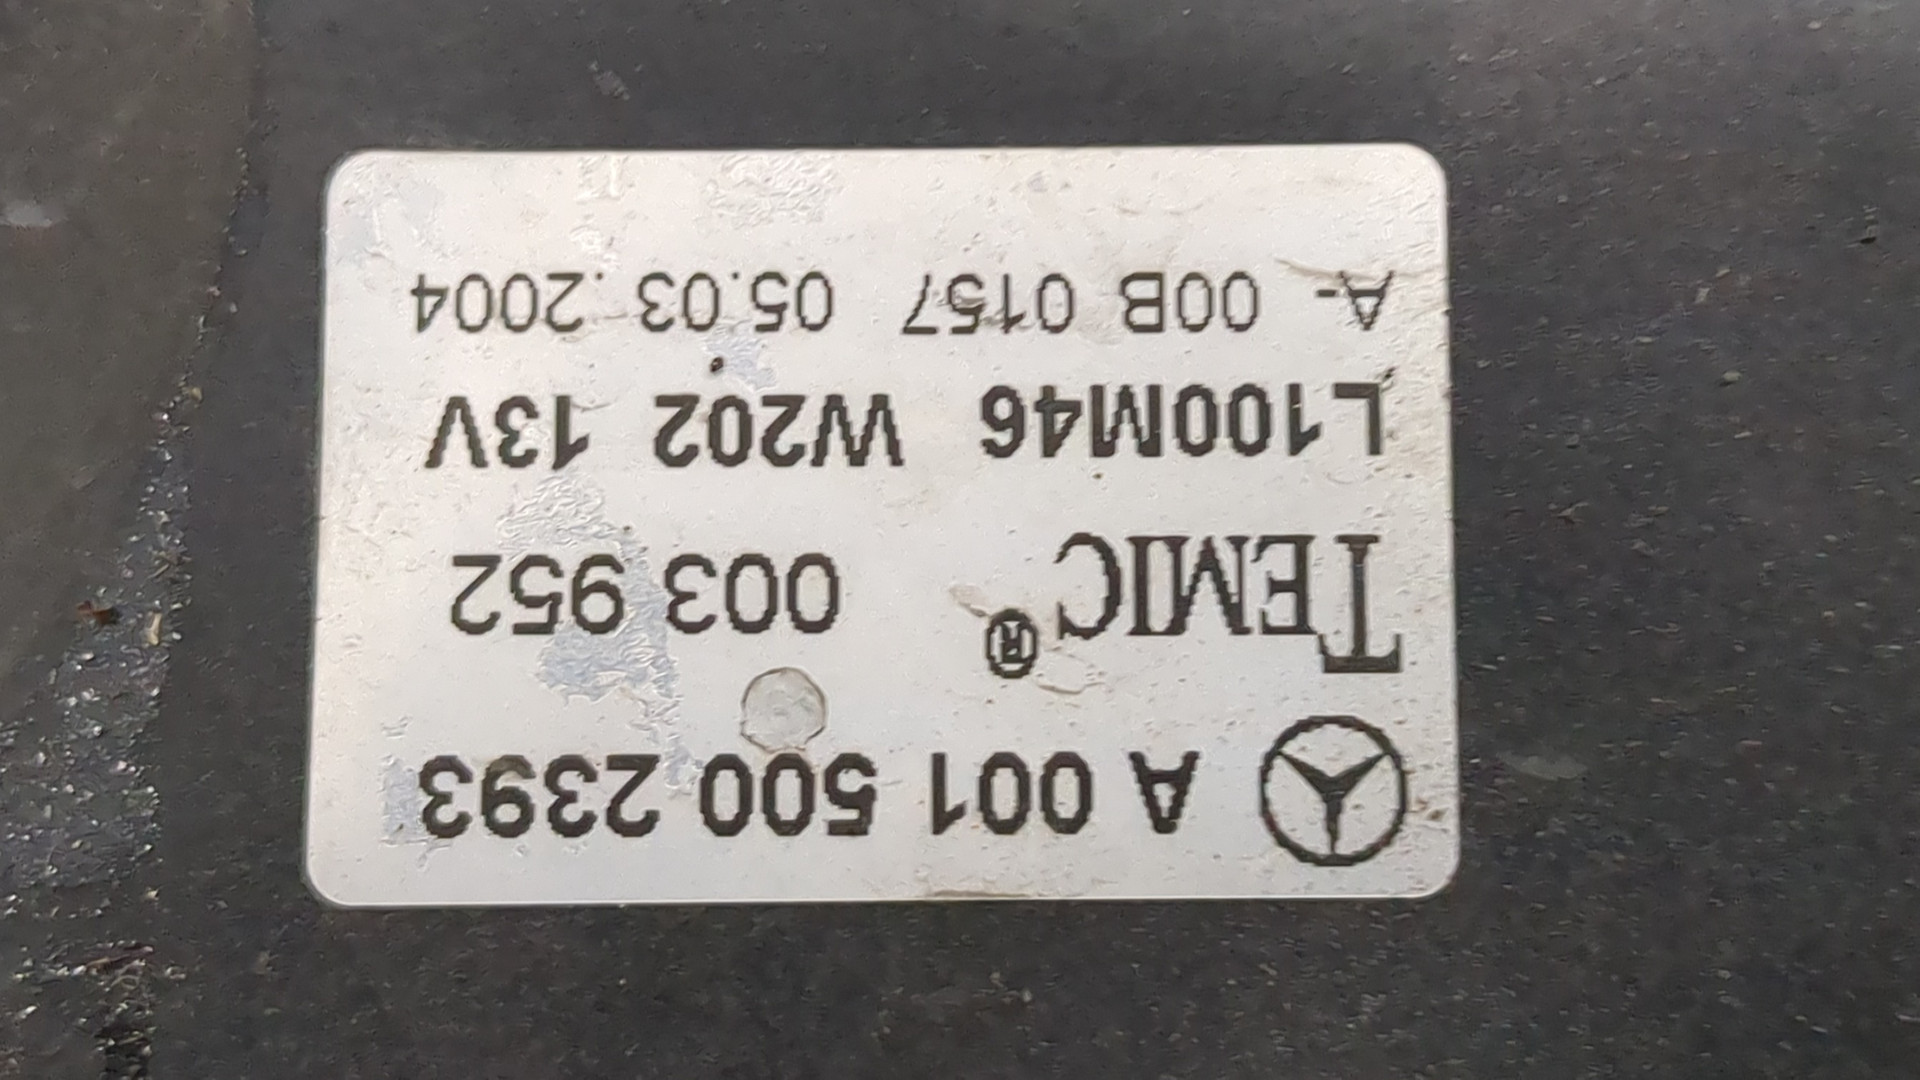 A 001 500 2393
TEMIC® 003 952
L100M46 W202 13V
A- 00B 0157 05.03.2004